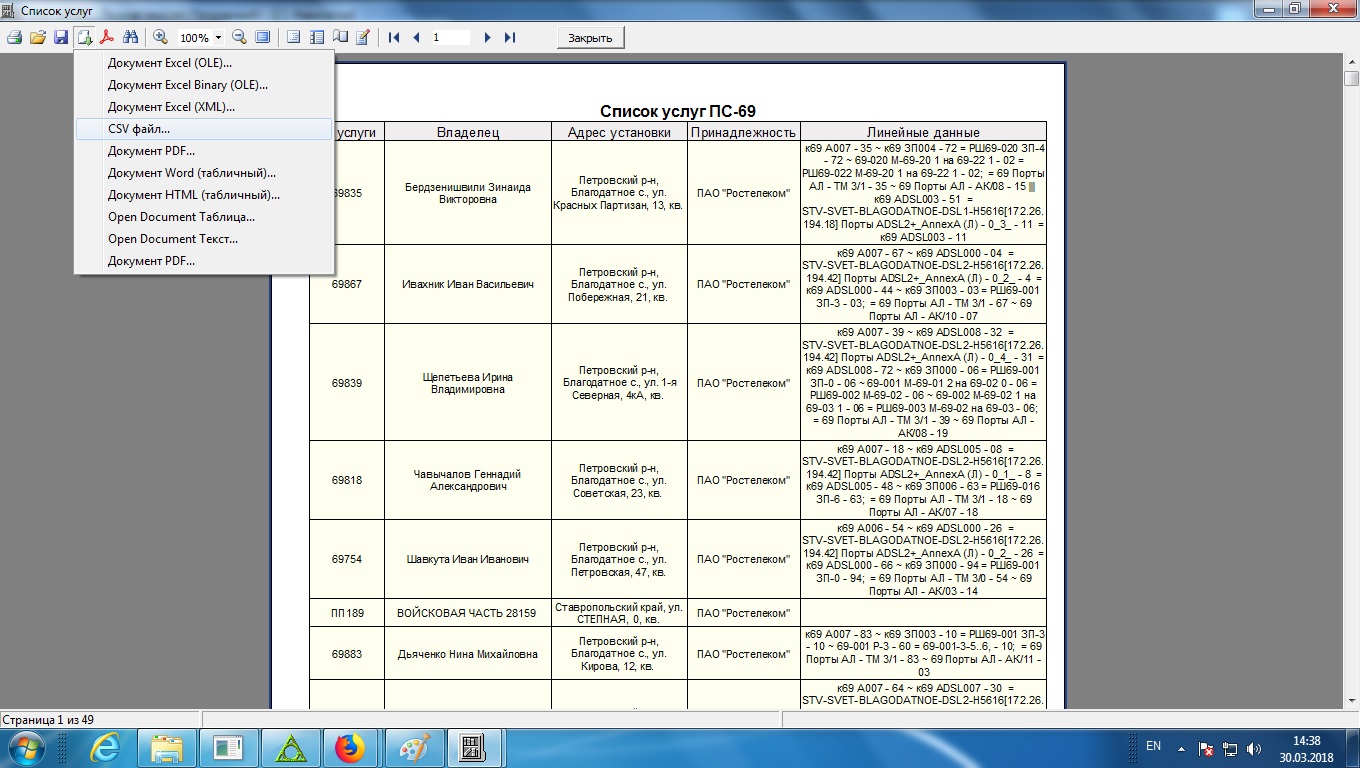 Список услуг
100%
1
Закрыть
Документ Excel (OLE)...
Документ Excel Binary (OLE)...
Документ Excel (XML)...
CSV файл...
Документ PDF...
Документ Word (табличный)...
Документ HTML (табличный)...
Open Document Таблица...
Open Document Текст...
Документ PDF...
Список услуг ПС-69
услуги
Владелец
Адрес установки
Принадлежность
Линейные данные
69835
Бердзенишвили Зинаида
Викторовна
Петровский р-н,
Благодатное с., ул.
Красных Партизан, 13, кв.
ПАО "Ростелеком"
к69 А007 - 35 ~ к69 ЗП004 - 72 = РШ69-020 ЗП-4
- 72 ~ 69-020 М-69-20 1 на 69-22 1 - 02 =
РШ69-022 М-69-20 1 на 69-22 1 - 02;  = 69 Порты
АЛ - ТМ 3/1 - 35 ~ 69 Порты АЛ - АК/08 - 15 |||
к69 ADSL003 - 51  =
STV-SVET-BLAGODATNOE-DSL1-H5616[172.26.
194.18] Порты ADSL2+_AnnexA (Л) - 0_3_ - 11  =
к69 ADSL003 - 11
69867
Ивахник Иван Васильевич
Петровский р-н,
Благодатное с., ул.
Побережная, 21, кв.
ПАО "Ростелеком"
к69 А007 - 67 ~ к69 ADSL000 - 04  =
STV-SVET-BLAGODATNOE-DSL2-H5616[172.26.
194.42] Порты ADSL2+_AnnexA (Л) - 0_2_ - 4  =
к69 ADSL000 - 44 ~ к69 ЗП003 - 03 = РШ69-001
ЗП-3 - 03;  = 69 Порты АЛ - ТМ 3/1 - 67 ~ 69
Порты АЛ - АК/10 - 07
69839
Щепетьева Ирина
Владимировна
Петровский р-н,
Благодатное с., ул. 1-я
Северная, 4кА, кв.
ПАО "Ростелеком"
к69 А007 - 39 ~ к69 ADSL008 - 32  =
STV-SVET-BLAGODATNOE-DSL2-H5616[172.26.
194.42] Порты ADSL2+_AnnexA (Л) - 0_4_ - 31  =
к69 ADSL008 - 72 ~ к69 ЗП000 - 06 = РШ69-001
ЗП-0 - 06 ~ 69-001 М-69-01 2 на 69-02 0 - 06 =
РШ69-002 М-69-02 - 06 ~ 69-002 М-69-02 1 на
69-03 1 - 06 = РШ69-003 М-69-02 на 69-03 - 06;
= 69 Порты АЛ - ТМ 3/1 - 39 ~ 69 Порты АЛ -
АК/08 - 19
69818
Чавычалов Геннадий
Александрович
Петровский р-н,
Благодатное с., ул.
Советская, 23, кв.
ПАО "Ростелеком"
к69 А007 - 18 ~ к69 ADSL005 - 08  =
STV-SVET-BLAGODATNOE-DSL2-H5616[172.26.
194.42] Порты ADSL2+_AnnexA (Л) - 0_1_ - 8  =
к69 ADSL005 - 48 ~ к69 ЗП006 - 63 = РШ69-016
ЗП-6 - 63;  = 69 Порты АЛ - ТМ 3/1 - 18 ~ 69
Порты АЛ - АК/07 - 18
69754
Шавкута Иван Иванович
Петровский р-н,
Благодатное с., ул.
Петровская, 47, кв.
ПАО "Ростелеком"
к69 А006 - 54 ~ к69 ADSL000 - 26  =
STV-SVET-BLAGODATNOE-DSL2-H5616[172.26.
194.42] Порты ADSL2+_AnnexA (Л) - 0_2_ - 26  =
к69 ADSL000 - 66 ~ к69 ЗП000 - 94 = РШ69-001
ЗП-0 - 94;  = 69 Порты АЛ - ТМ 3/0 - 54 ~ 69
Порты АЛ - АК/03 - 14
ПП189
ВОЙСКОВАЯ ЧАСТЬ 28159
Ставропольский край, ул.
СТЕПНАЯ, 0, кв.
ПАО "Ростелеком"
69883
Дьяченко Нина Михайловна
Петровский р-н,
Благодатное с., ул.
Кирова, 12, кв.
ПАО "Ростелеком"
к69 А007 - 83 ~ к69 ЗП003 - 10 = РШ69-001 ЗП-3
- 10 ~ 69-001 Р-3 - 60 = 69-001-3-5..6, - 10;  = 69
Порты АЛ - ТМ 3/1 - 83 ~ 69 Порты АЛ - АК/11 -
03
к69 А007 - 64 ~ к69 ADSL007 - 30  =
STV-SVET-BLAGODATNOE-DSL2-H5616[172.26.
Страница 1 из 49
EN
14:38
30.03.2018